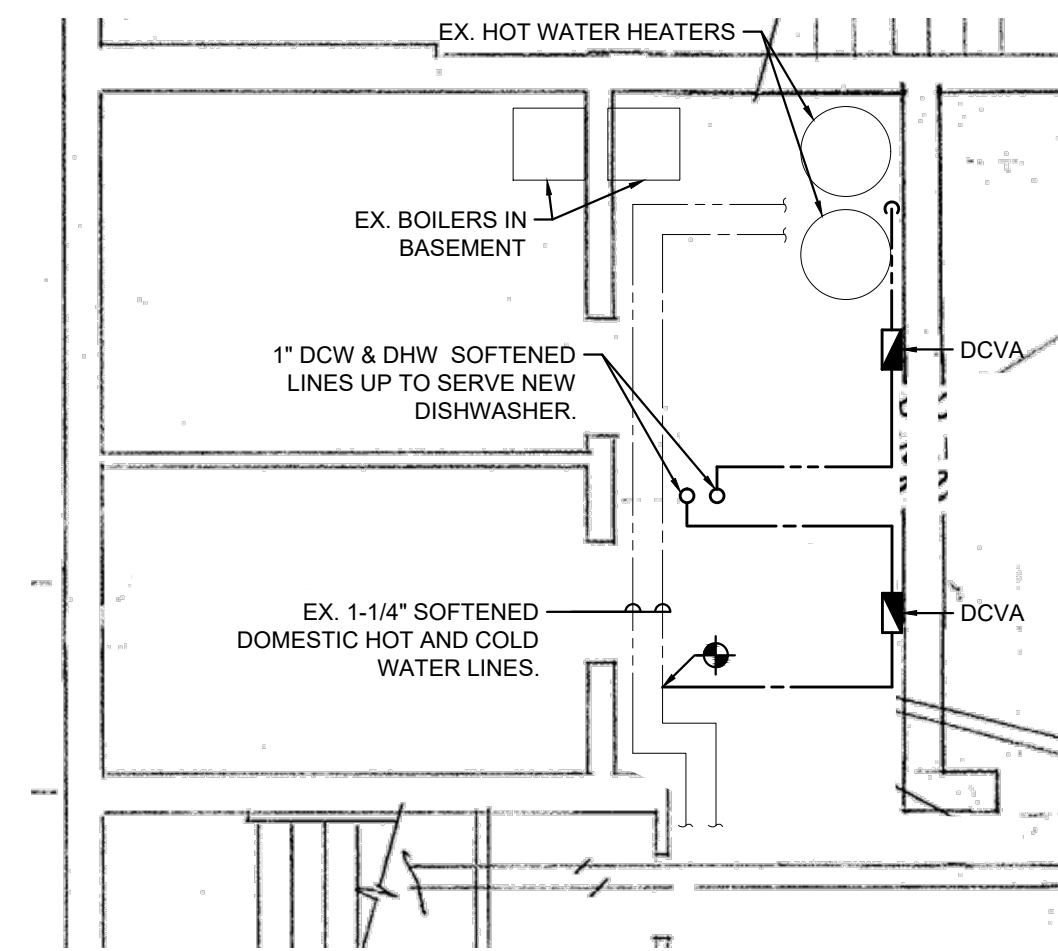 EX. HOT WATER HEATERS
EX. BOILERS IN
BASEMENT
1" DCW & DHW SOFTENED
LINES UP TO SERVE NEW
DISHWASHER.
DCVA
EX. 1-1/4" SOFTENED
DOMESTIC HOT AND COLD
WATER LINES.
DCVA